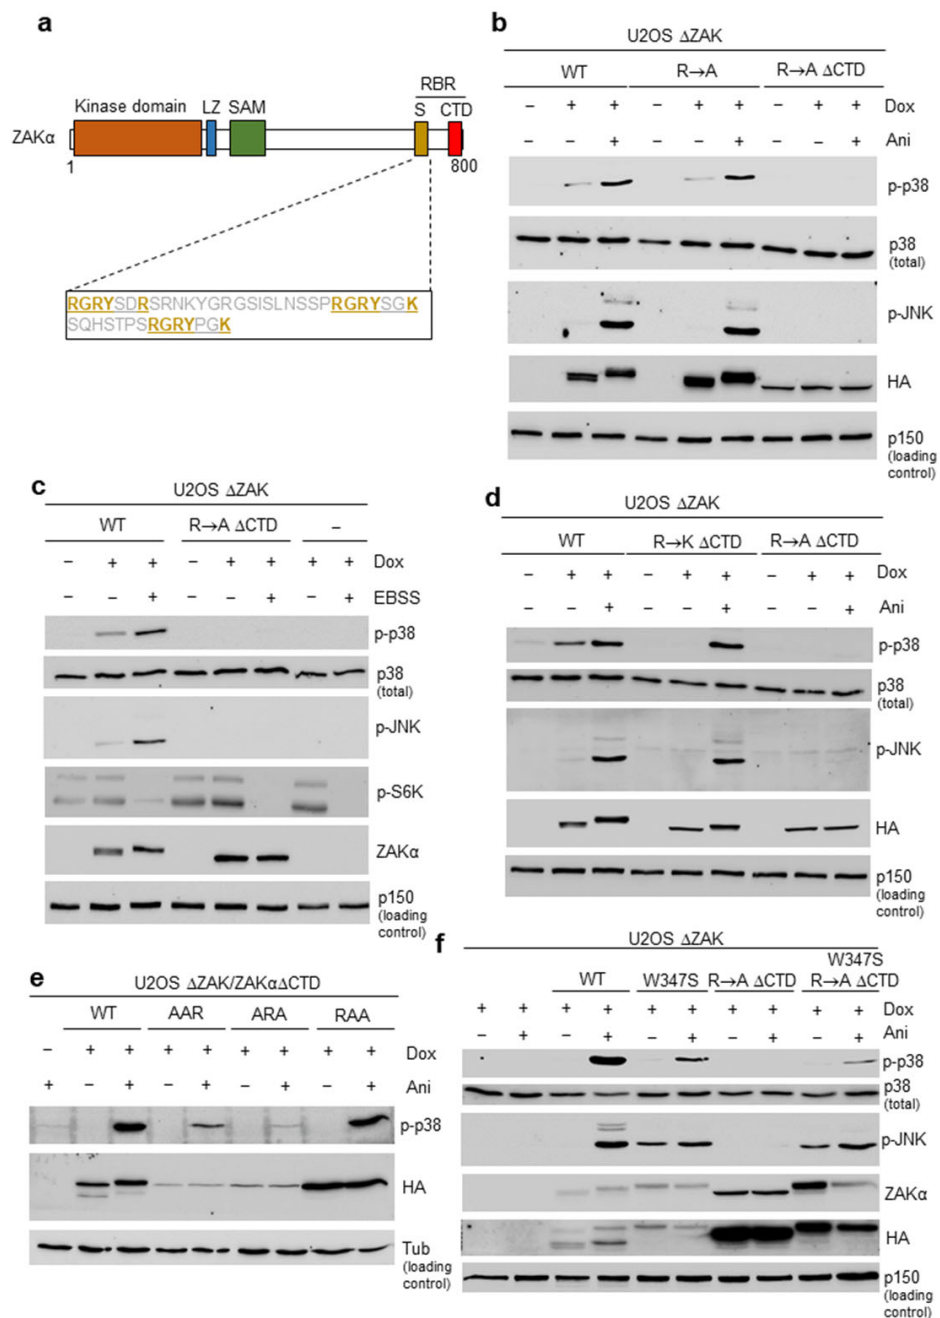 a
Kinase domain LZ SAM RBR
S CTD
ZAKα
1 800
RGRYSDRSRNKYGRGSISLNSSPRGRYSGK
SQHSTPSRGRYPGK
b
U2OS ΔZAK
WT R→A R→A ΔCTD
– + + – + + – + + Dox
– – + – – + – – + Ani
p-p38
p38
(total)
p-JNK
HA
p150
(loading
control)
c
U2OS ΔZAK
WT R→A ΔCTD –
– + + – + + + + Dox
– – + – – + – + EBSS
p-p38
p38
(total)
p-JNK
p-S6K
ZAKα
p150
(loading
control)
d
U2OS ΔZAK
WT R→K ΔCTD R→A ΔCTD
– + + – + + – + + Dox
– – + – – + – – + Ani
p-p38
p38
(total)
p-JNK
HA
p150
(loading
control)
e
U2OS ΔZAK/ZAKαΔCTD
WT AAR ARA RAA
– + + + + + + + + Dox
+ – + – + – + – + Ani
p-p38
HA
Tub
(loading
control)
f
U2OS ΔZAK
W347S
WT W347S R→A ΔCTD R→A ΔCTD
+ + + + + + + + + + Dox
– + – + – + – + – + Ani
p-p38
p38
(total)
p-JNK
ZAKα
HA
p150
(loading
control)